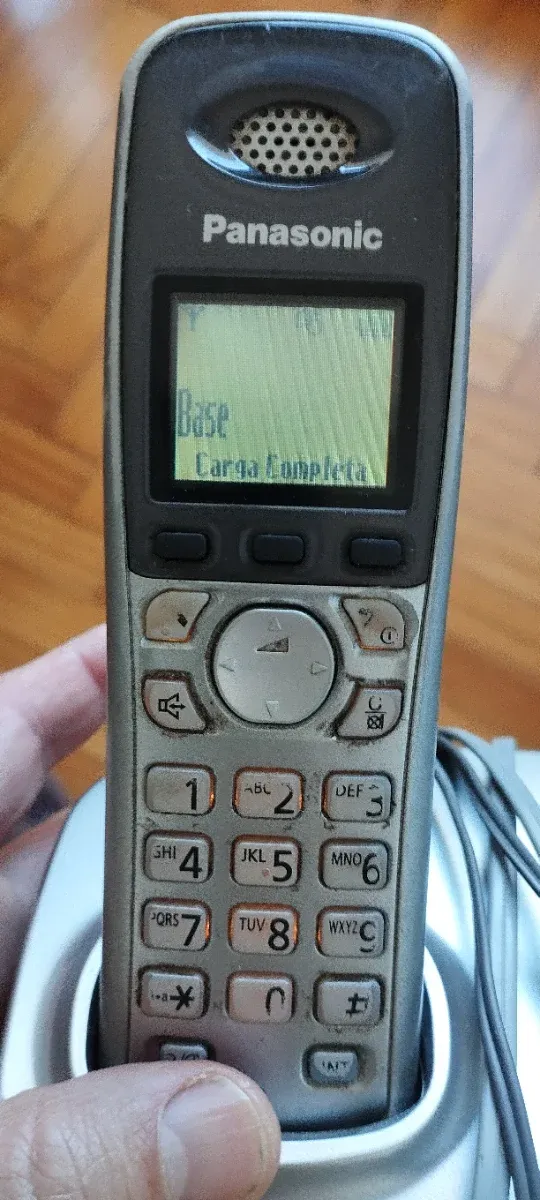 Panasonic
Base
Carga Completa
C
1
ABC 2
DEF 3
GHI 4
JKL 5
MNO 6
PQRS 7
TUV 8
WXYZ 9
*
0
#
INT